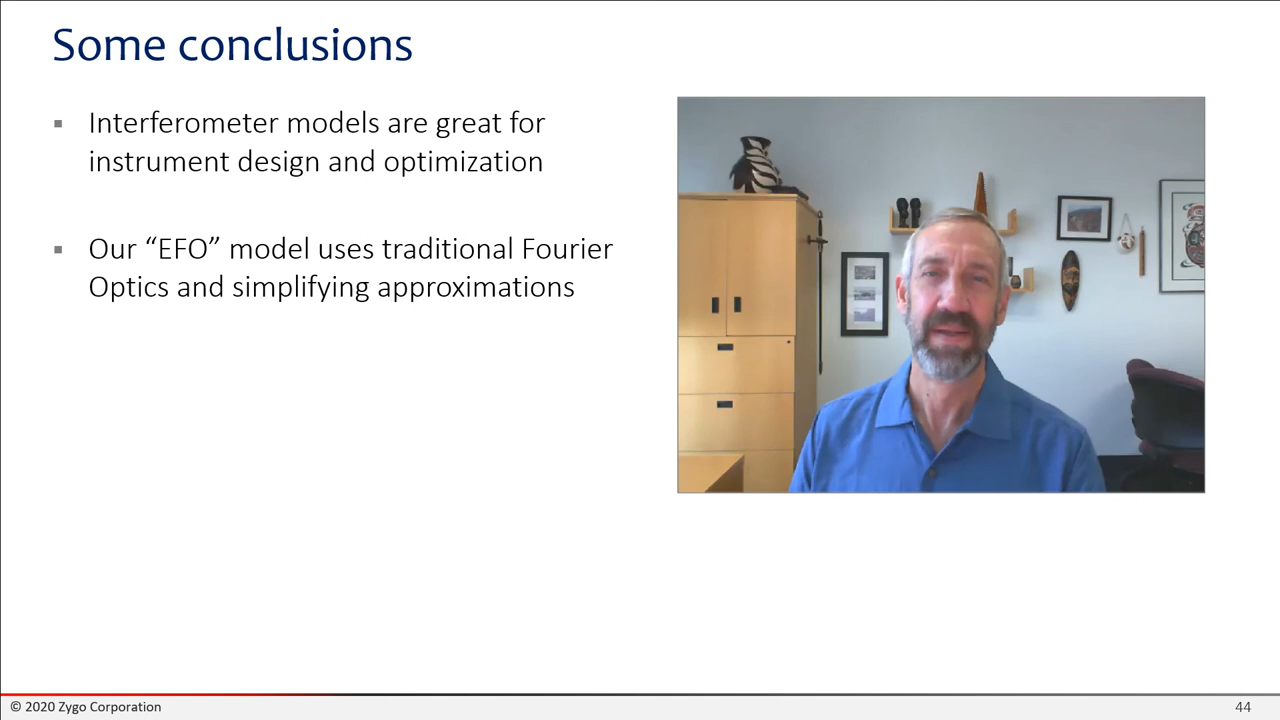 Some conclusions
▪ Interferometer models are great for
instrument design and optimization
▪ Our “EFO” model uses traditional Fourier
Optics and simplifying approximations
© 2020 Zygo Corporation
44